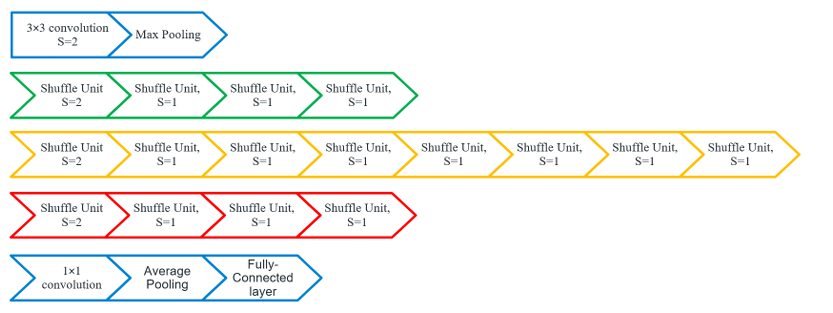 3×3 convolution
S=2
Max Pooling
Shuffle Unit
S=2
Shuffle Unit,
S=1
Shuffle Unit,
S=1
Shuffle Unit,
S=1
Shuffle Unit
S=2
Shuffle Unit,
S=1
Shuffle Unit,
S=1
Shuffle Unit,
S=1
Shuffle Unit,
S=1
Shuffle Unit,
S=1
Shuffle Unit,
S=1
Shuffle Unit,
S=1
Shuffle Unit
S=2
Shuffle Unit,
S=1
Shuffle Unit,
S=1
Shuffle Unit,
S=1
1×1
convolution
Average
Pooling
Fully-
Connected
layer